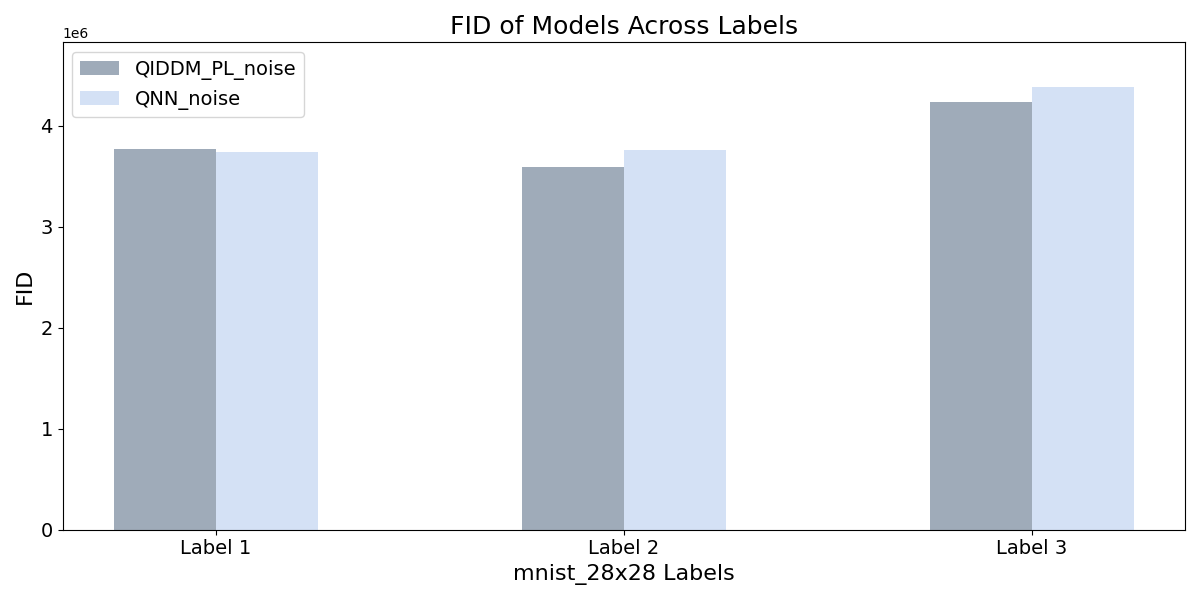 FID of Models Across Labels
1e6
QIDDM_PL_noise
QNN_noise
4
3
2
1
0
FID
Label 1 Label 2 Label 3
mnist_28x28 Labels